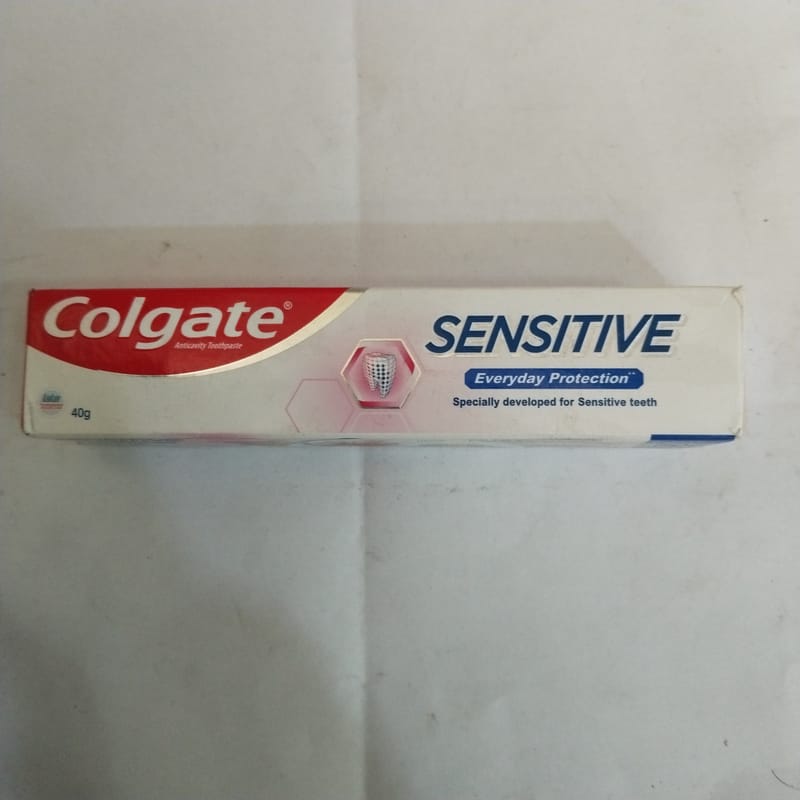 Colgate®
Anticavity Toothpaste
40g
SENSITIVE
Everyday Protection**
Specially developed for Sensitive teeth